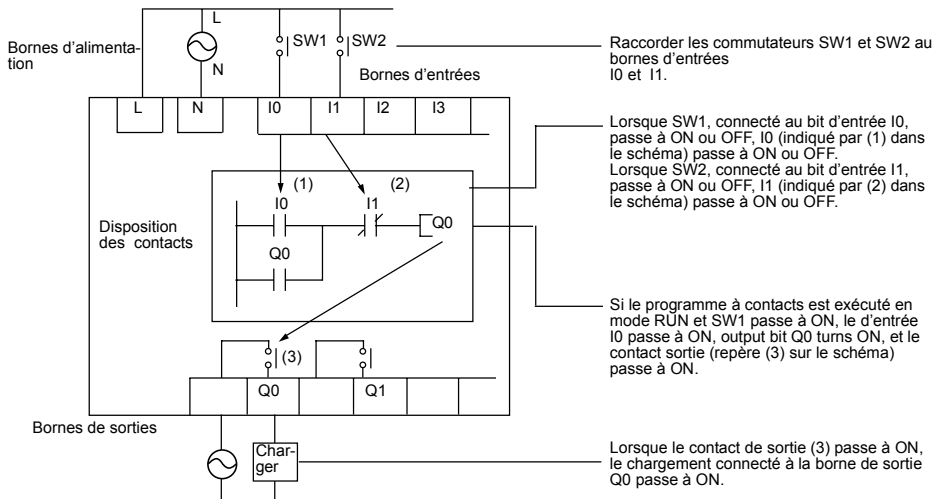 L
SW1
SW2
Bornes d'alimenta-
tion
N
Bornes d'entrées
Raccorder les commutateurs SW1 et SW2 au
bornes d'entrées
I0 et I1.
L
N
I0
I1
I2
I3
Lorsque SW1, connecté au bit d'entrée I0,
passe à ON ou OFF, I0 (indiqué par (1) dans
le schéma) passe à ON ou OFF.
Lorsque SW2, connecté au bit d'entrée I1,
passe à ON ou OFF, I1 (indiqué par (2) dans
le schéma) passe à ON ou OFF.
(1)
(2)
I0
I1
Q0
Disposition
des contacts
Q0
Si le programme à contacts est exécuté en
mode RUN et SW1 passe à ON, le d'entrée
I0 passe à ON, output bit Q0 turns ON, et le
contact sortie (repère (3) sur le schéma)
passe à ON.
(3)
Q0
Q1
Bornes de sorties
Char-
ger
Lorsque le contact de sortie (3) passe à ON,
le chargement connecté à la borne de sortie
Q0 passe à ON.